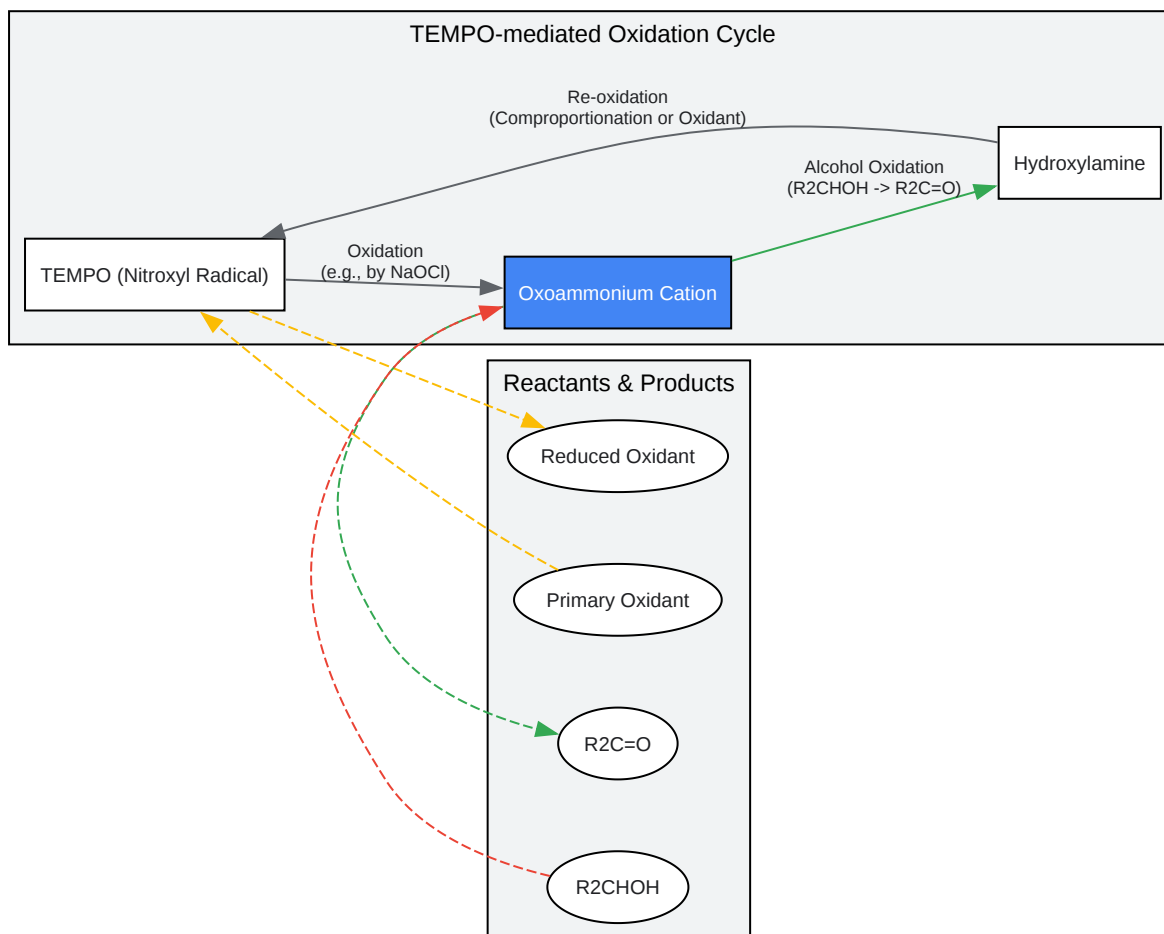 TEMPO-mediated Oxidation Cycle
Re-oxidation
(Comproportionation or Oxidant)
Alcohol Oxidation
(R2CHOH -> R2C=O)
Hydroxylamine
TEMPO (Nitroxyl Radical)
Oxidation
(e.g., by NaOCl)
Oxoammonium Cation
Reactants & Products
Reduced Oxidant
Primary Oxidant
R2C=O
R2CHOH